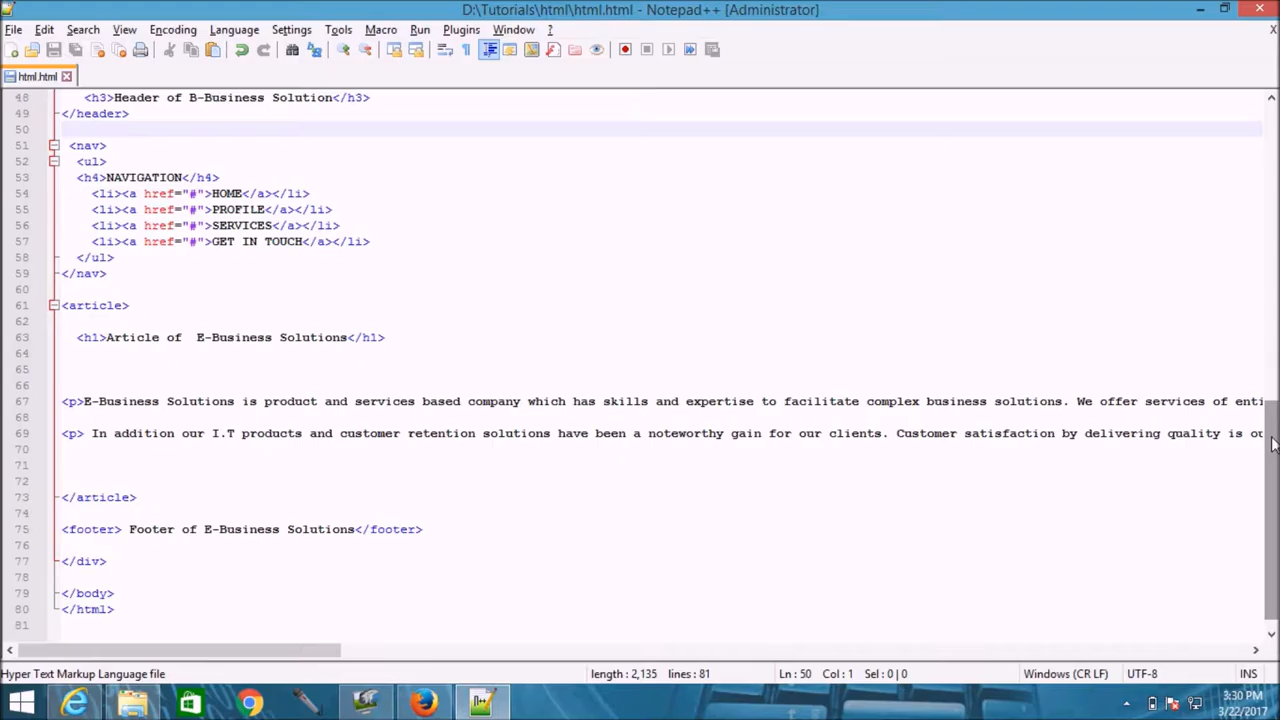 D:\Tutorials\html\html.html - Notepad++ [Administrator]
File Edit Search View Encoding Language Settings Tools Macro Run Plugins Window ? X
html.html
48 <h3>Header of B-Business Solution</h3>
49 </header>
50
51 <nav>
52 <ul>
53 <h4>NAVIGATION</h4>
54 <li><a href="#">HOME</a></li>
55 <li><a href="#">PROFILE</a></li>
56 <li><a href="#">SERVICES</a></li>
57 <li><a href="#">GET IN TOUCH</a></li>
58 </ul>
59 </nav>
60
61 <article>
62
63 <h1>Article of  E-Business Solutions</h1>
64
65
66
67 <p>E-Business Solutions is product and services based company which has skills and expertise to facilitate complex business solutions. We offer services of enti
68
69 <p> In addition our I.T products and customer retention solutions have been a noteworthy gain for our clients. Customer satisfaction by delivering quality is ou
70
71
72
73 </article>
74
75 <footer> Footer of E-Business Solutions</footer>
76
77 </div>
78
79 </body>
80 </html>
81
Hyper Text Markup Language file length : 2,135 lines : 81 Ln : 50 Col : 1 Sel : 0 | 0 Windows (CR LF) UTF-8 INS
3:30 PM
3/22/2017